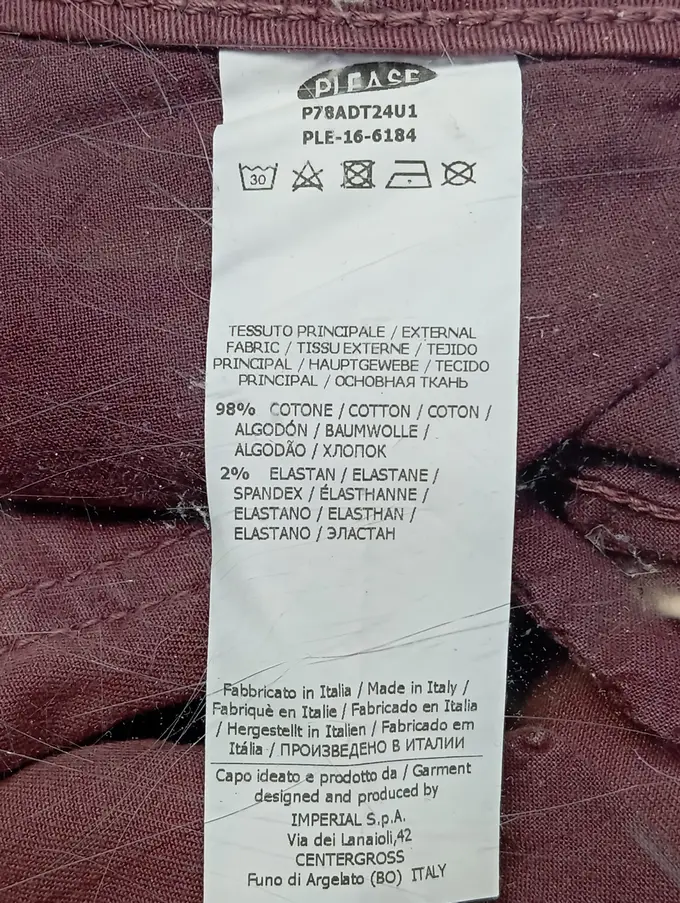 PLEASE
P78ADT24U1
PLE-16-6184
30
TESSUTO PRINCIPALE / EXTERNAL
FABRIC / TISSU EXTERNE / TEJIDO
PRINCIPAL / HAUPTGEWEBE / TECIDO
PRINCIPAL / ОСНОВНАЯ ТКАНЬ
98% COTONE / COTTON / COTON /
ALGODÓN / BAUMWOLLE /
ALGODÃO / ХЛОПОК
2% ELASTAN / ELASTANE /
SPANDEX / ÉLASTHANNE /
ELASTANO / ELASTHAN /
ELASTANO / ЭЛАСТАН
Fabbricato in Italia / Made in Italy /
Fabriquè en Italie / Fabricado en Italia
/ Hergestellt in Italien / Fabricado em
Itália / ПРОИЗВЕДЕНО В ИТАЛИИ
Capo ideato e prodotto da / Garment
designed and produced by
IMPERIAL S.p.A.
Via dei Lanaioli,42
CENTERGROSS
Funo di Argelato (BO) ITALY